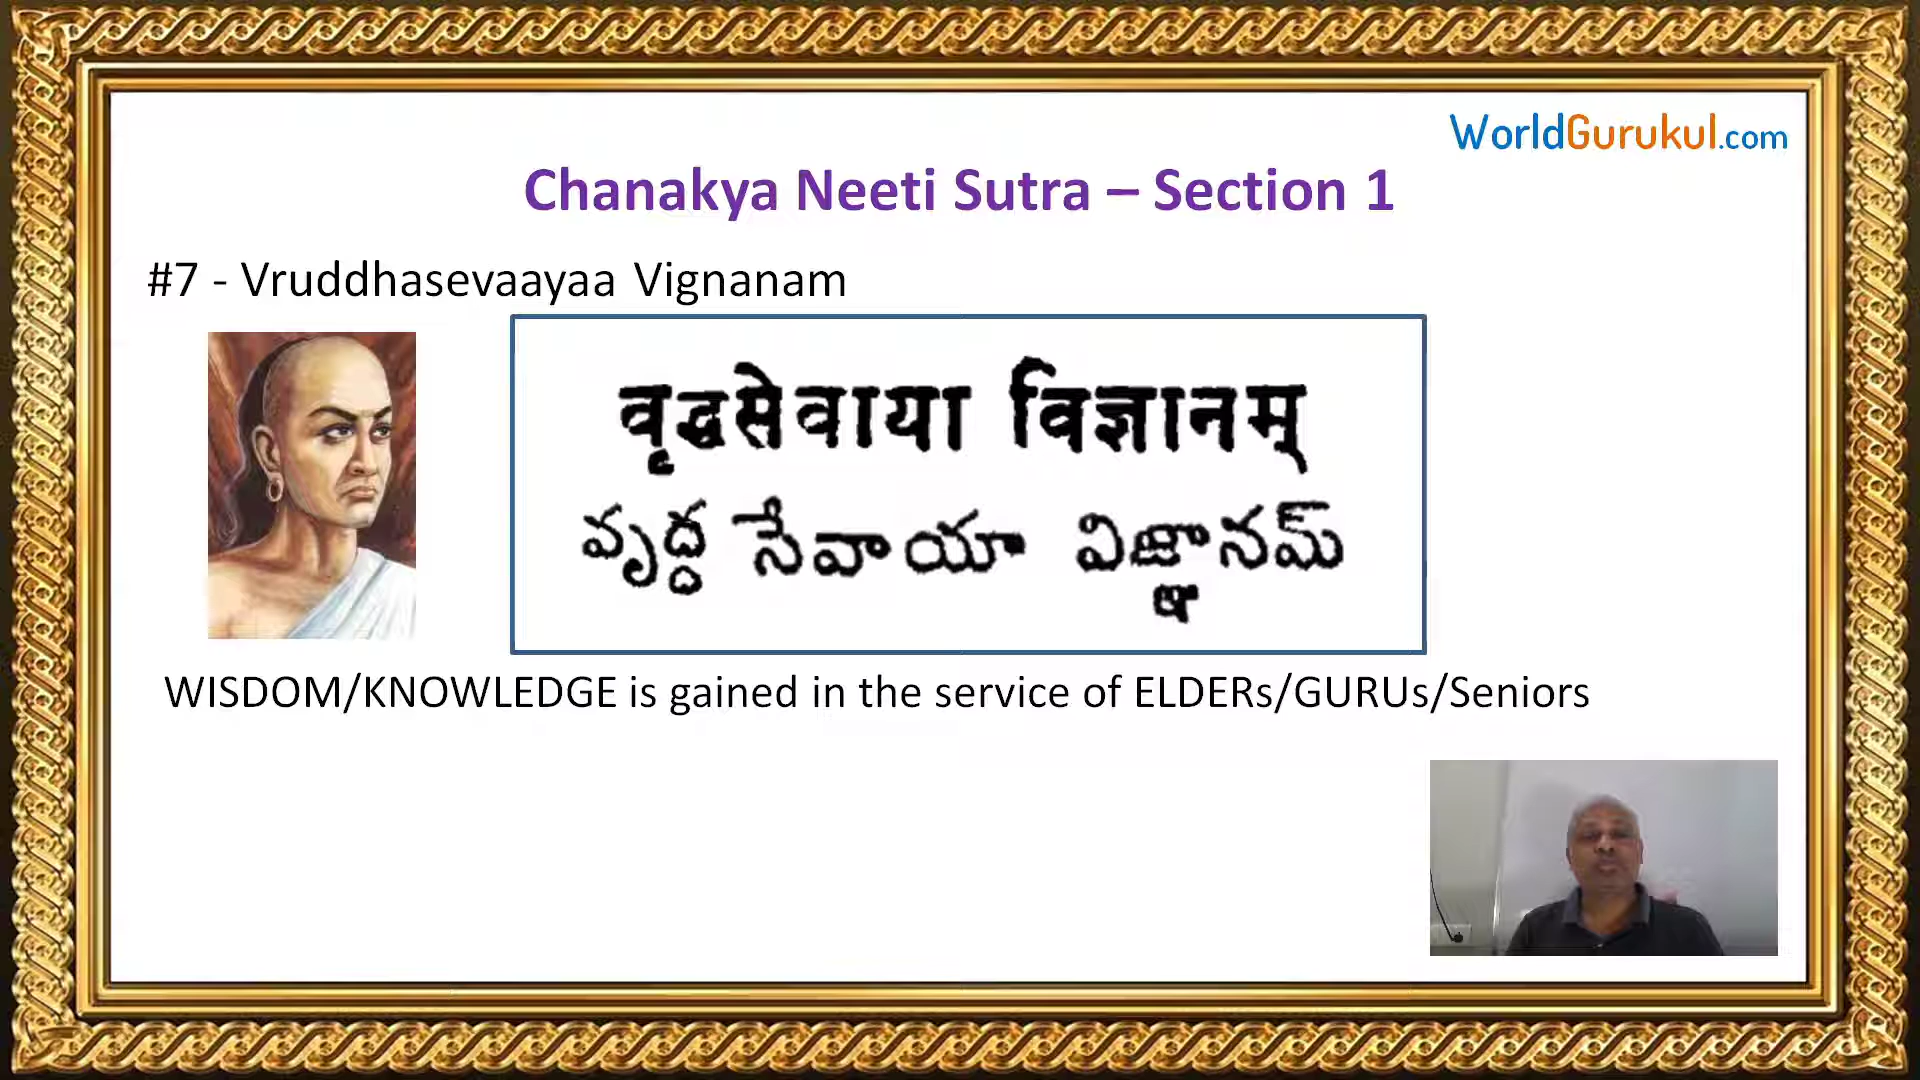 WorldGurukul.com
Chanakya Neeti Sutra – Section 1
#7 - Vruddhasevaayaa Vignanam
वृद्धसेवाया विज्ञानम्
వృద్ధ సేవాయా విజ్ఞానమ్
WISDOM/KNOWLEDGE is gained in the service of ELDERs/GURUs/Seniors